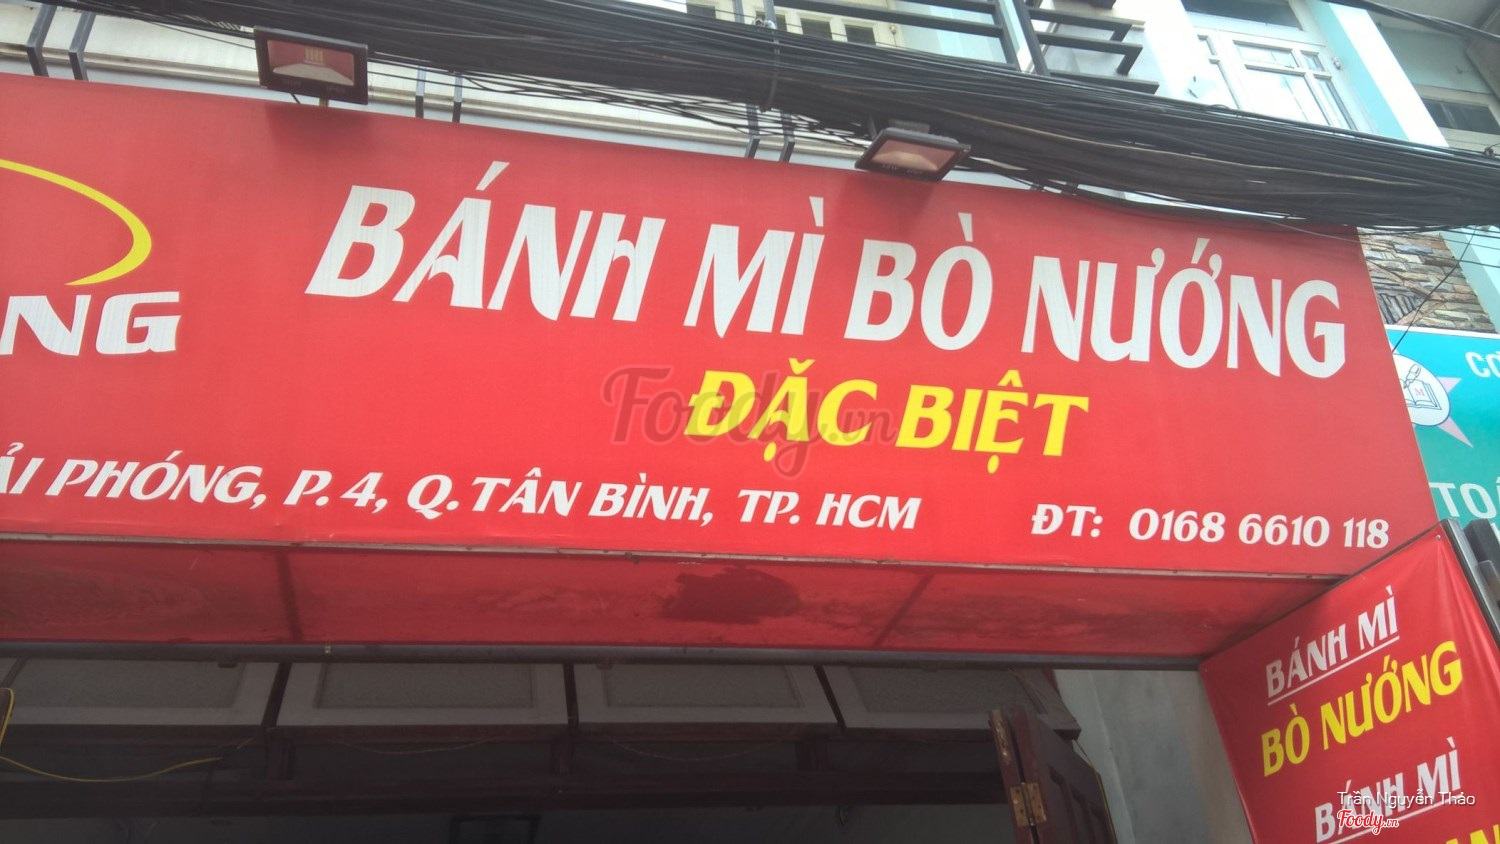 BÁNH MÌ BÒ NƯỚNG
ĐẶC BIỆT
PHÓNG, P. 4, Q. TÂN BÌNH, TP. HCM
ĐT: 0168 6610 118
BÁNH MÌ
BÒ NƯỚNG
BÁNH MÌ
Foody.vn
Trần Nguyễn Thảo
Foody.vn